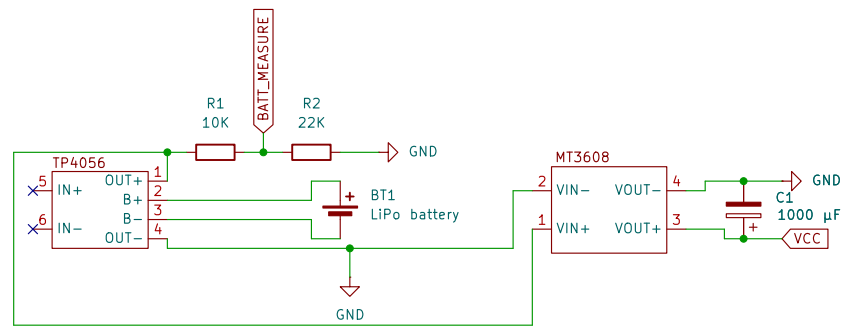 BATT_MEASURE
R1
10K
R2
22K
GND
TP4056
5 IN+
6 IN-
OUT+ 1
B+ 2
B- 3
OUT- 4
BT1
LiPo battery
GND
MT3608
2 VIN-
1 VIN+
VOUT- 4
VOUT+ 3
GND
C1
1000 µF
+
VCC
+